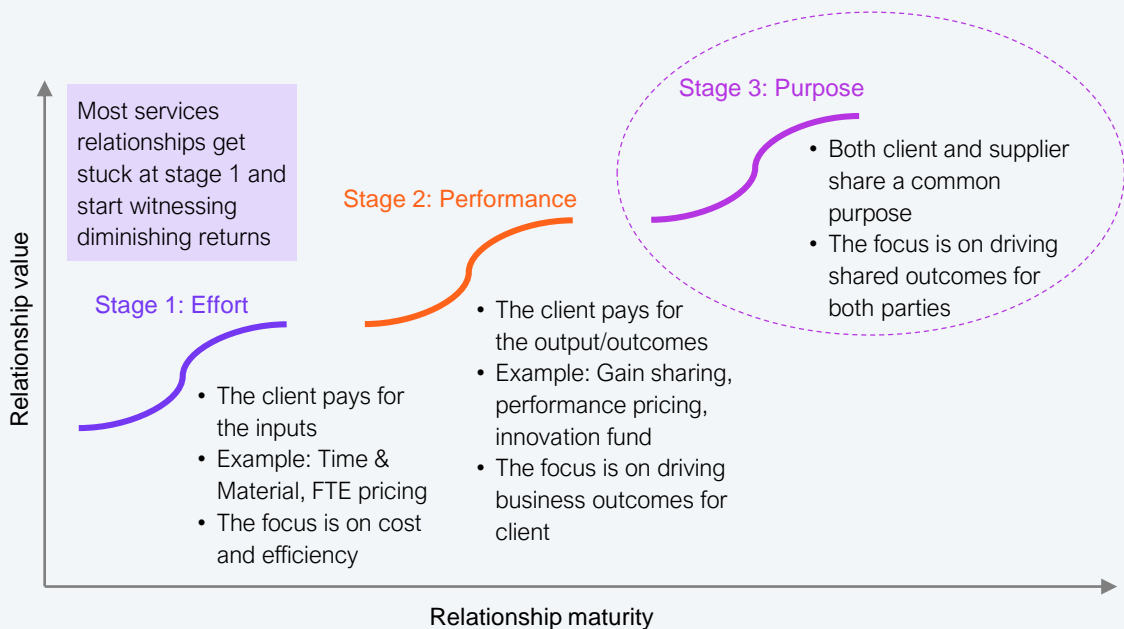 Most services
relationships get
stuck at stage 1 and
start witnessing
diminishing returns
Stage 1: Effort
• The client pays for
the inputs
• Example: Time &
Material, FTE pricing
• The focus is on cost
and efficiency
Stage 2: Performance
• The client pays for
the output/outcomes
• Example: Gain sharing,
performance pricing,
innovation fund
• The focus is on driving
business outcomes for
client
Stage 3: Purpose
• Both client and supplier
share a common
purpose
• The focus is on driving
shared outcomes for
both parties
Relationship value
Relationship maturity